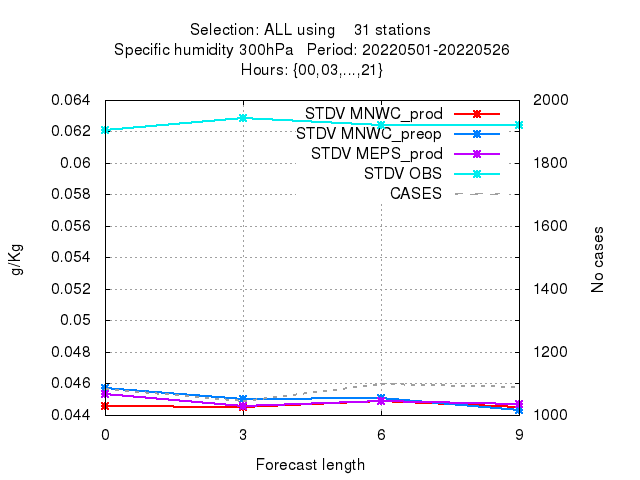 Selection: ALL using    31 stations
Specific humidity 300hPa   Period: 20220501-20220526
Hours: {00,03,...,21}
STDV MNWC_prod
STDV MNWC_preop
STDV MEPS_prod
STDV OBS
CASES
0.064
0.062
0.06
0.058
0.056
0.054
0.052
0.05
0.048
0.046
0.044
2000
1800
1600
1400
1200
1000
g/Kg
No cases
0 3 6 9
Forecast length